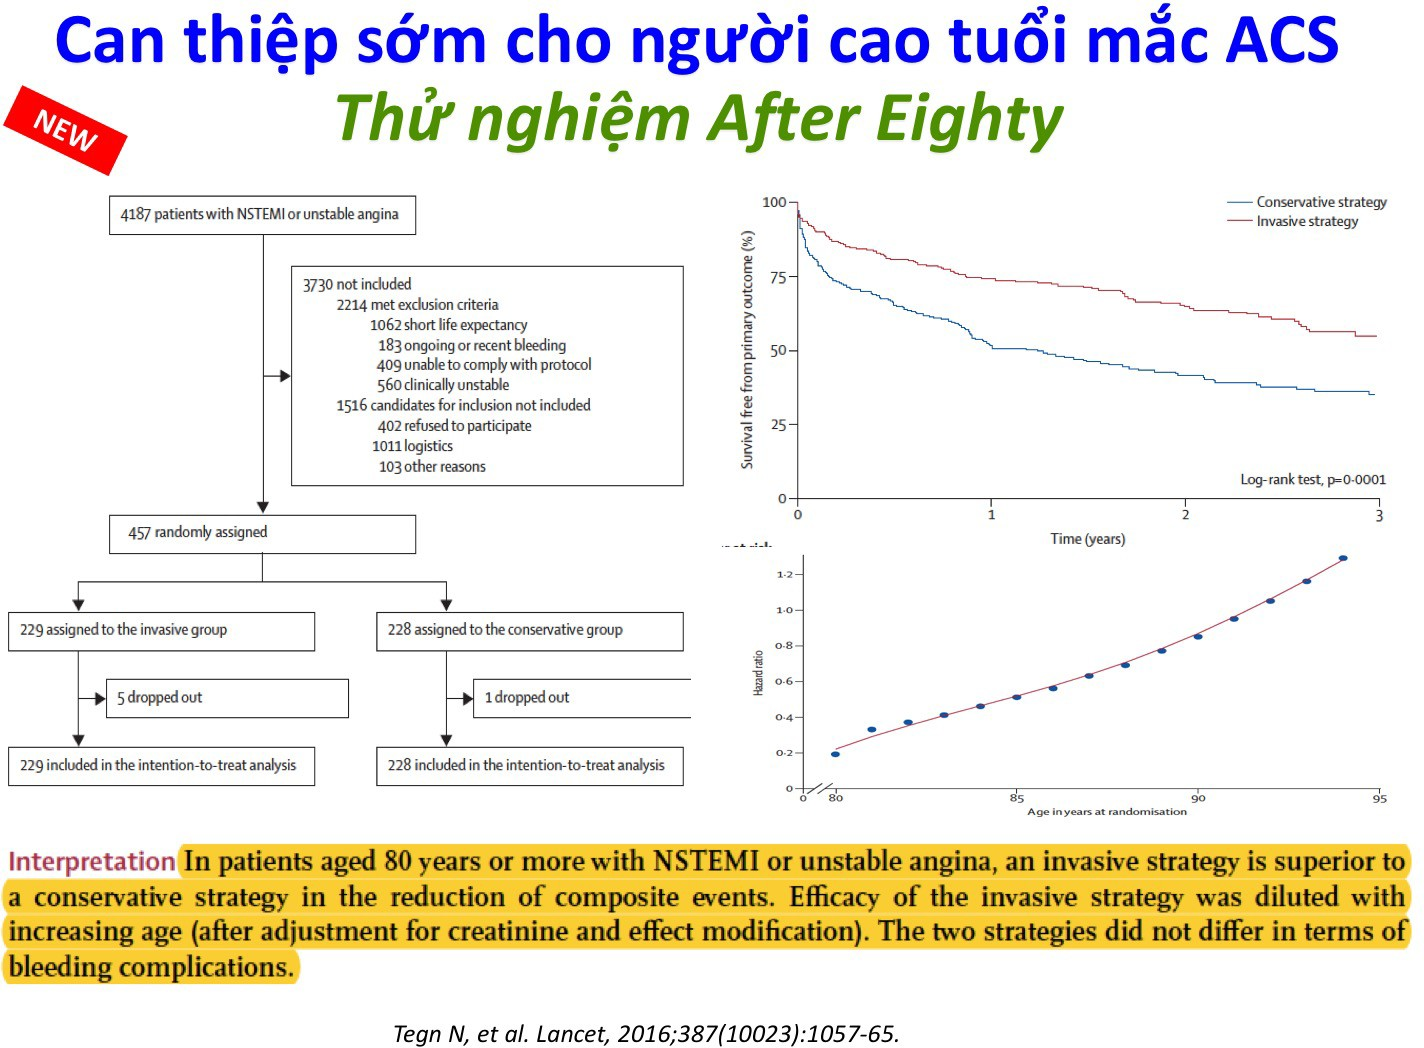 Can thiệp sớm cho người cao tuổi mắc ACS
Thử nghiệm After Eighty
NEW
4187 patients with NSTEMI or unstable angina
3730 not included
2214 met exclusion criteria
1062 short life expectancy
183 ongoing or recent bleeding
409 unable to comply with protocol
560 clinically unstable
1516 candidates for inclusion not included
402 refused to participate
1011 logistics
103 other reasons
457 randomly assigned
229 assigned to the invasive group
228 assigned to the conservative group
5 dropped out
1 dropped out
229 included in the intention-to-treat analysis
228 included in the intention-to-treat analysis
Conservative strategy
Invasive strategy
Survival free from primary outcome (%)
100
75
50
25
0
Log-rank test, p=0·0001
0 1 2 3
Time (years)
Hazard ratio
1·2
1·0
0·8
0·6
0·4
0·2
0
0 80 85 90 95
Age in years at randomisation
Interpretation In patients aged 80 years or more with NSTEMI or unstable angina, an invasive strategy is superior to
a conservative strategy in the reduction of composite events. Efficacy of the invasive strategy was diluted with
increasing age (after adjustment for creatinine and effect modification). The two strategies did not differ in terms of
bleeding complications.
Tegn N, et al. Lancet, 2016;387(10023):1057-65.